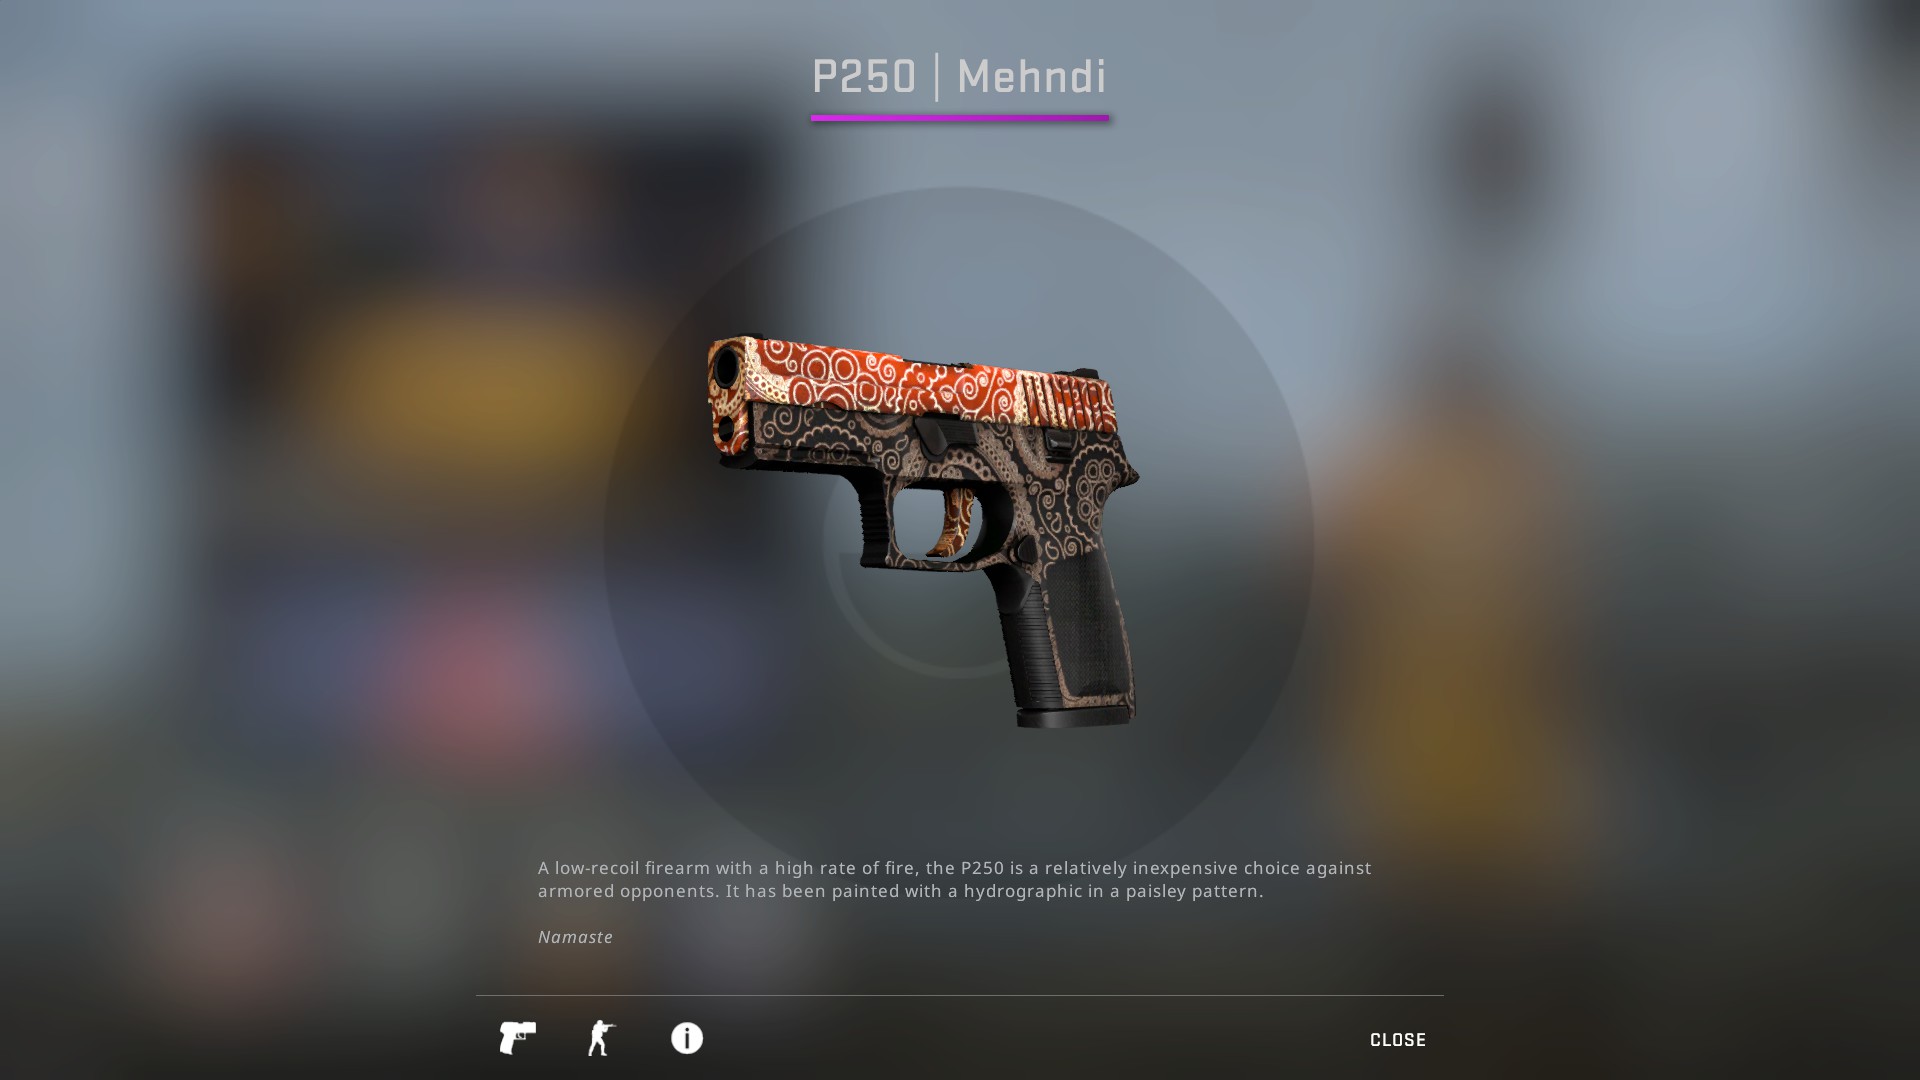 P250 | Mehndi
A low-recoil firearm with a high rate of fire, the P250 is a relatively inexpensive choice against
armored opponents. It has been painted with a hydrographic in a paisley pattern.
Namaste
CLOSE